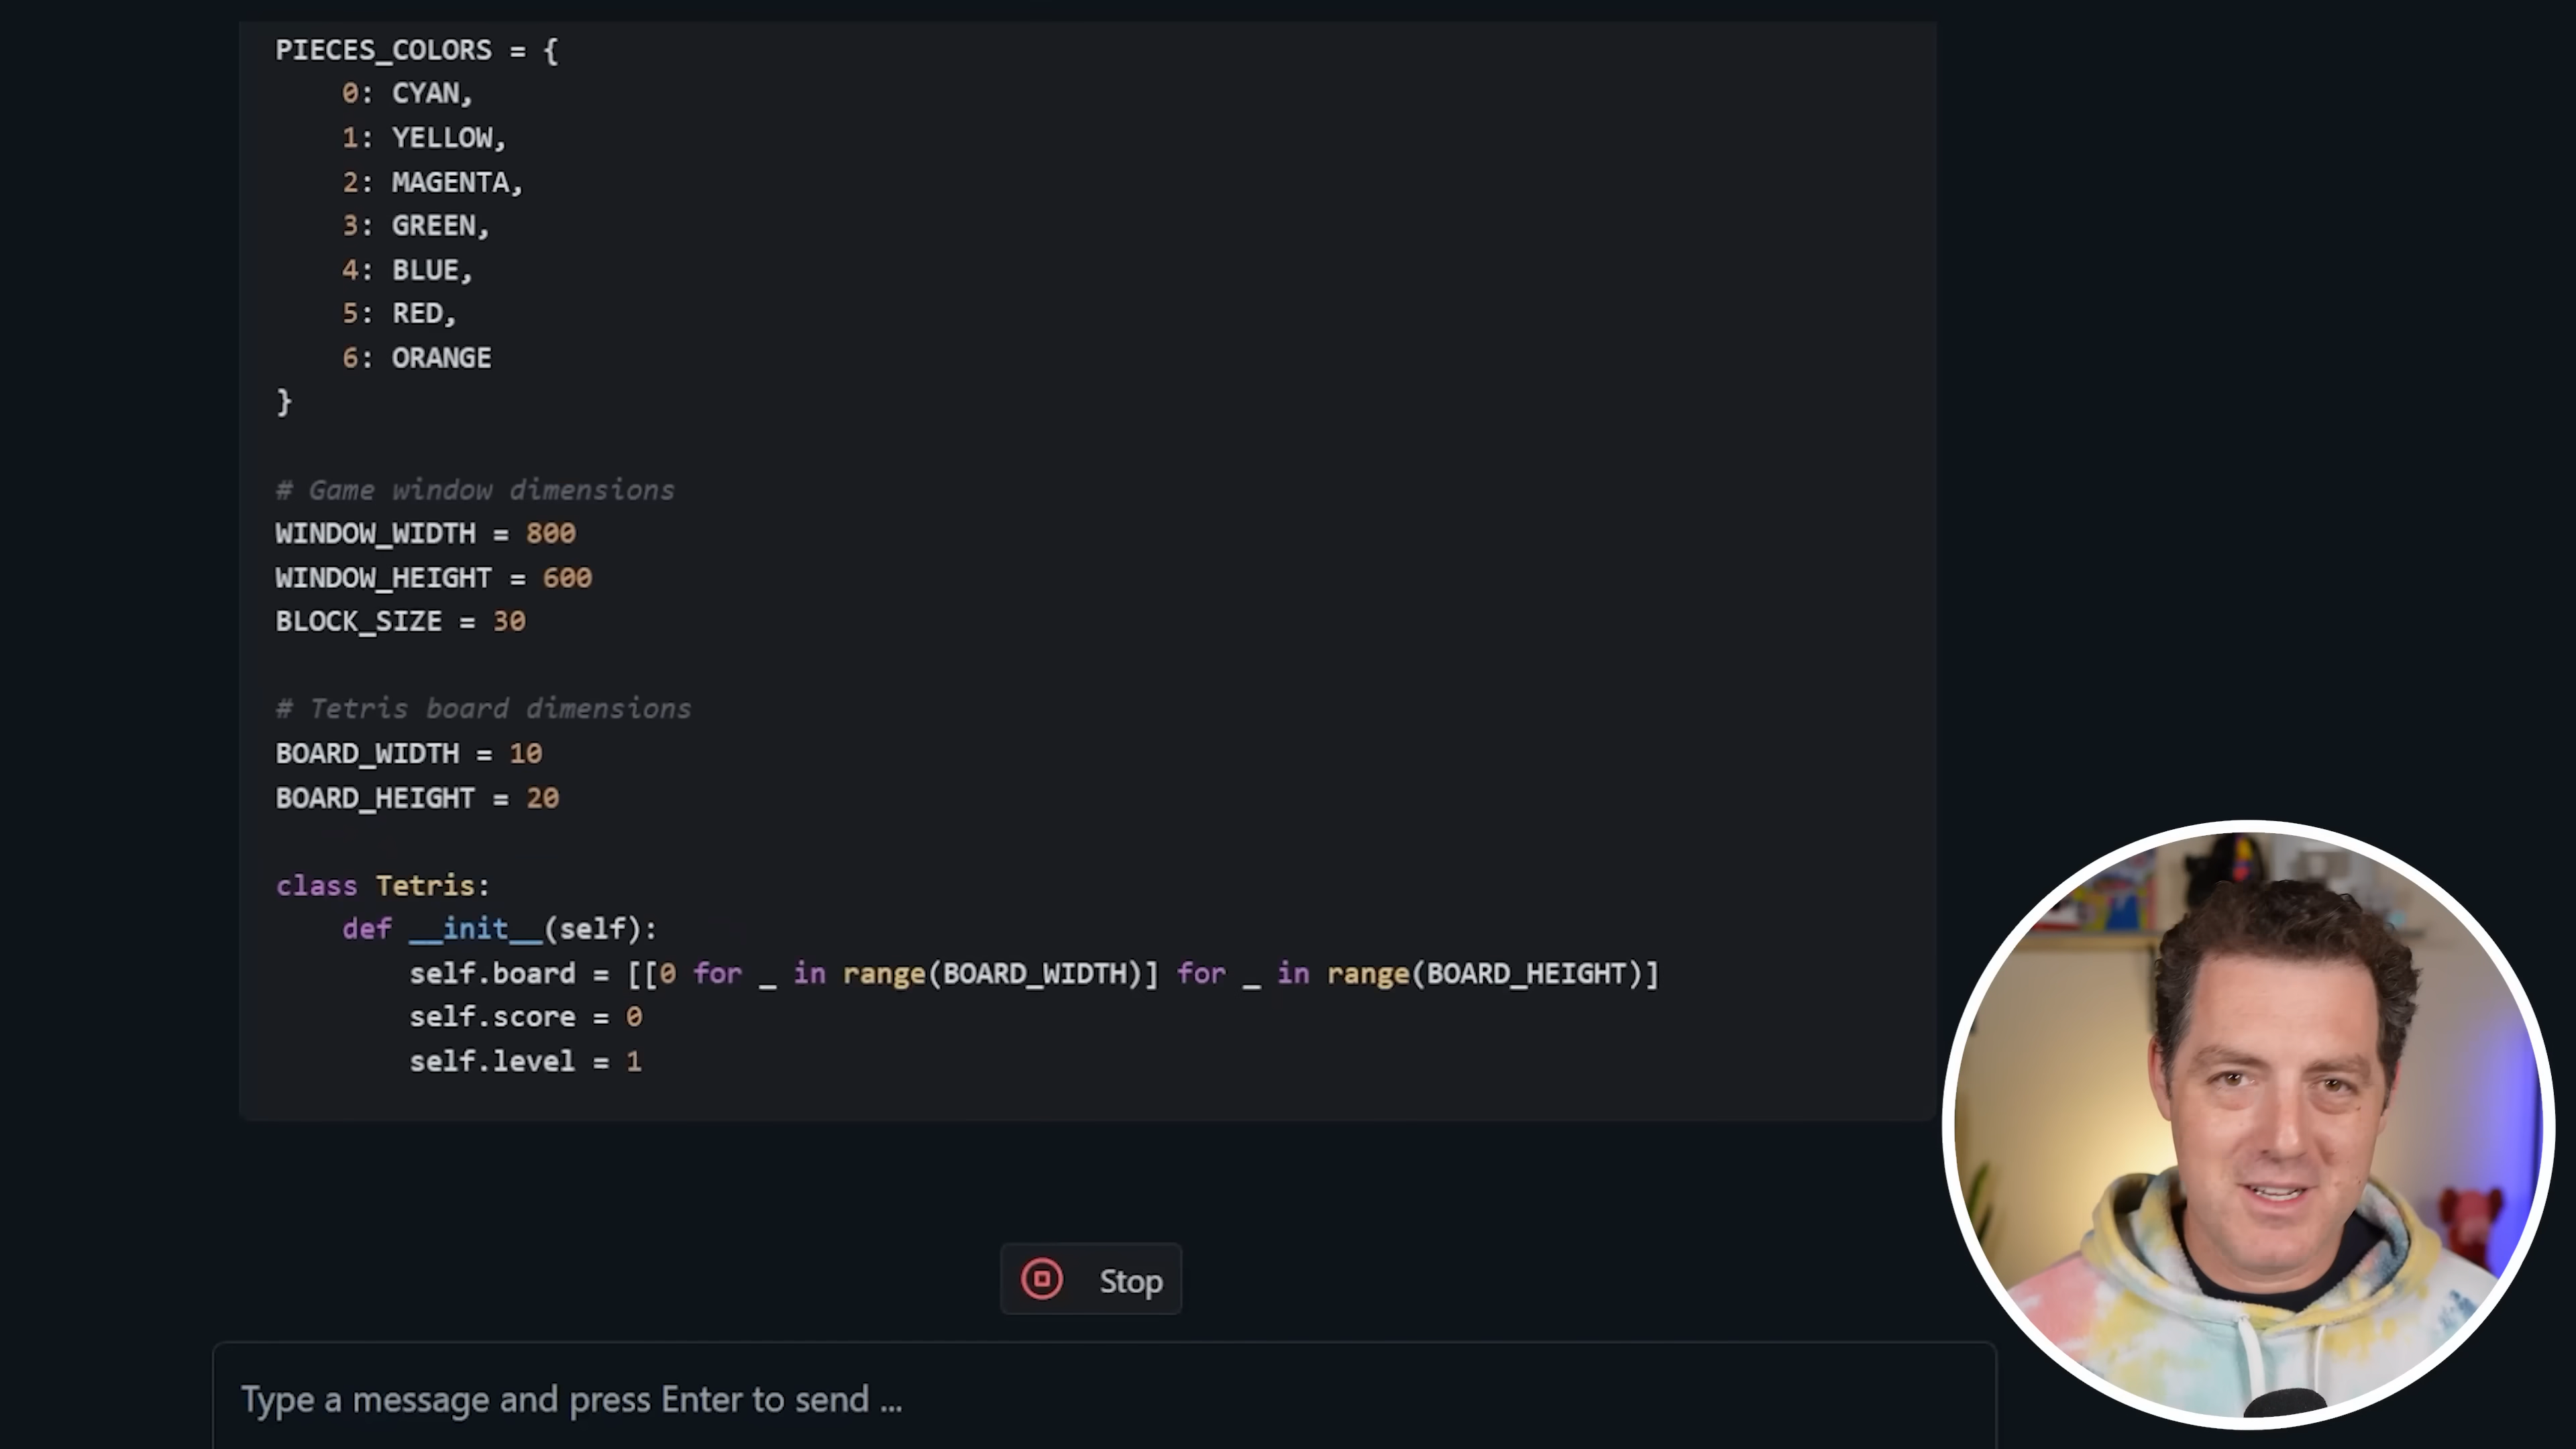 PIECES_COLORS = {
    0: CYAN,
    1: YELLOW,
    2: MAGENTA,
    3: GREEN,
    4: BLUE,
    5: RED,
    6: ORANGE
}
# Game window dimensions
WINDOW_WIDTH = 800
WINDOW_HEIGHT = 600
BLOCK_SIZE = 30
# Tetris board dimensions
BOARD_WIDTH = 10
BOARD_HEIGHT = 20
class Tetris:
    def __init__(self):
        self.board = [[0 for _ in range(BOARD_WIDTH)] for _ in range(BOARD_HEIGHT)]
        self.score = 0
        self.level = 1
Stop
Type a message and press Enter to send ...